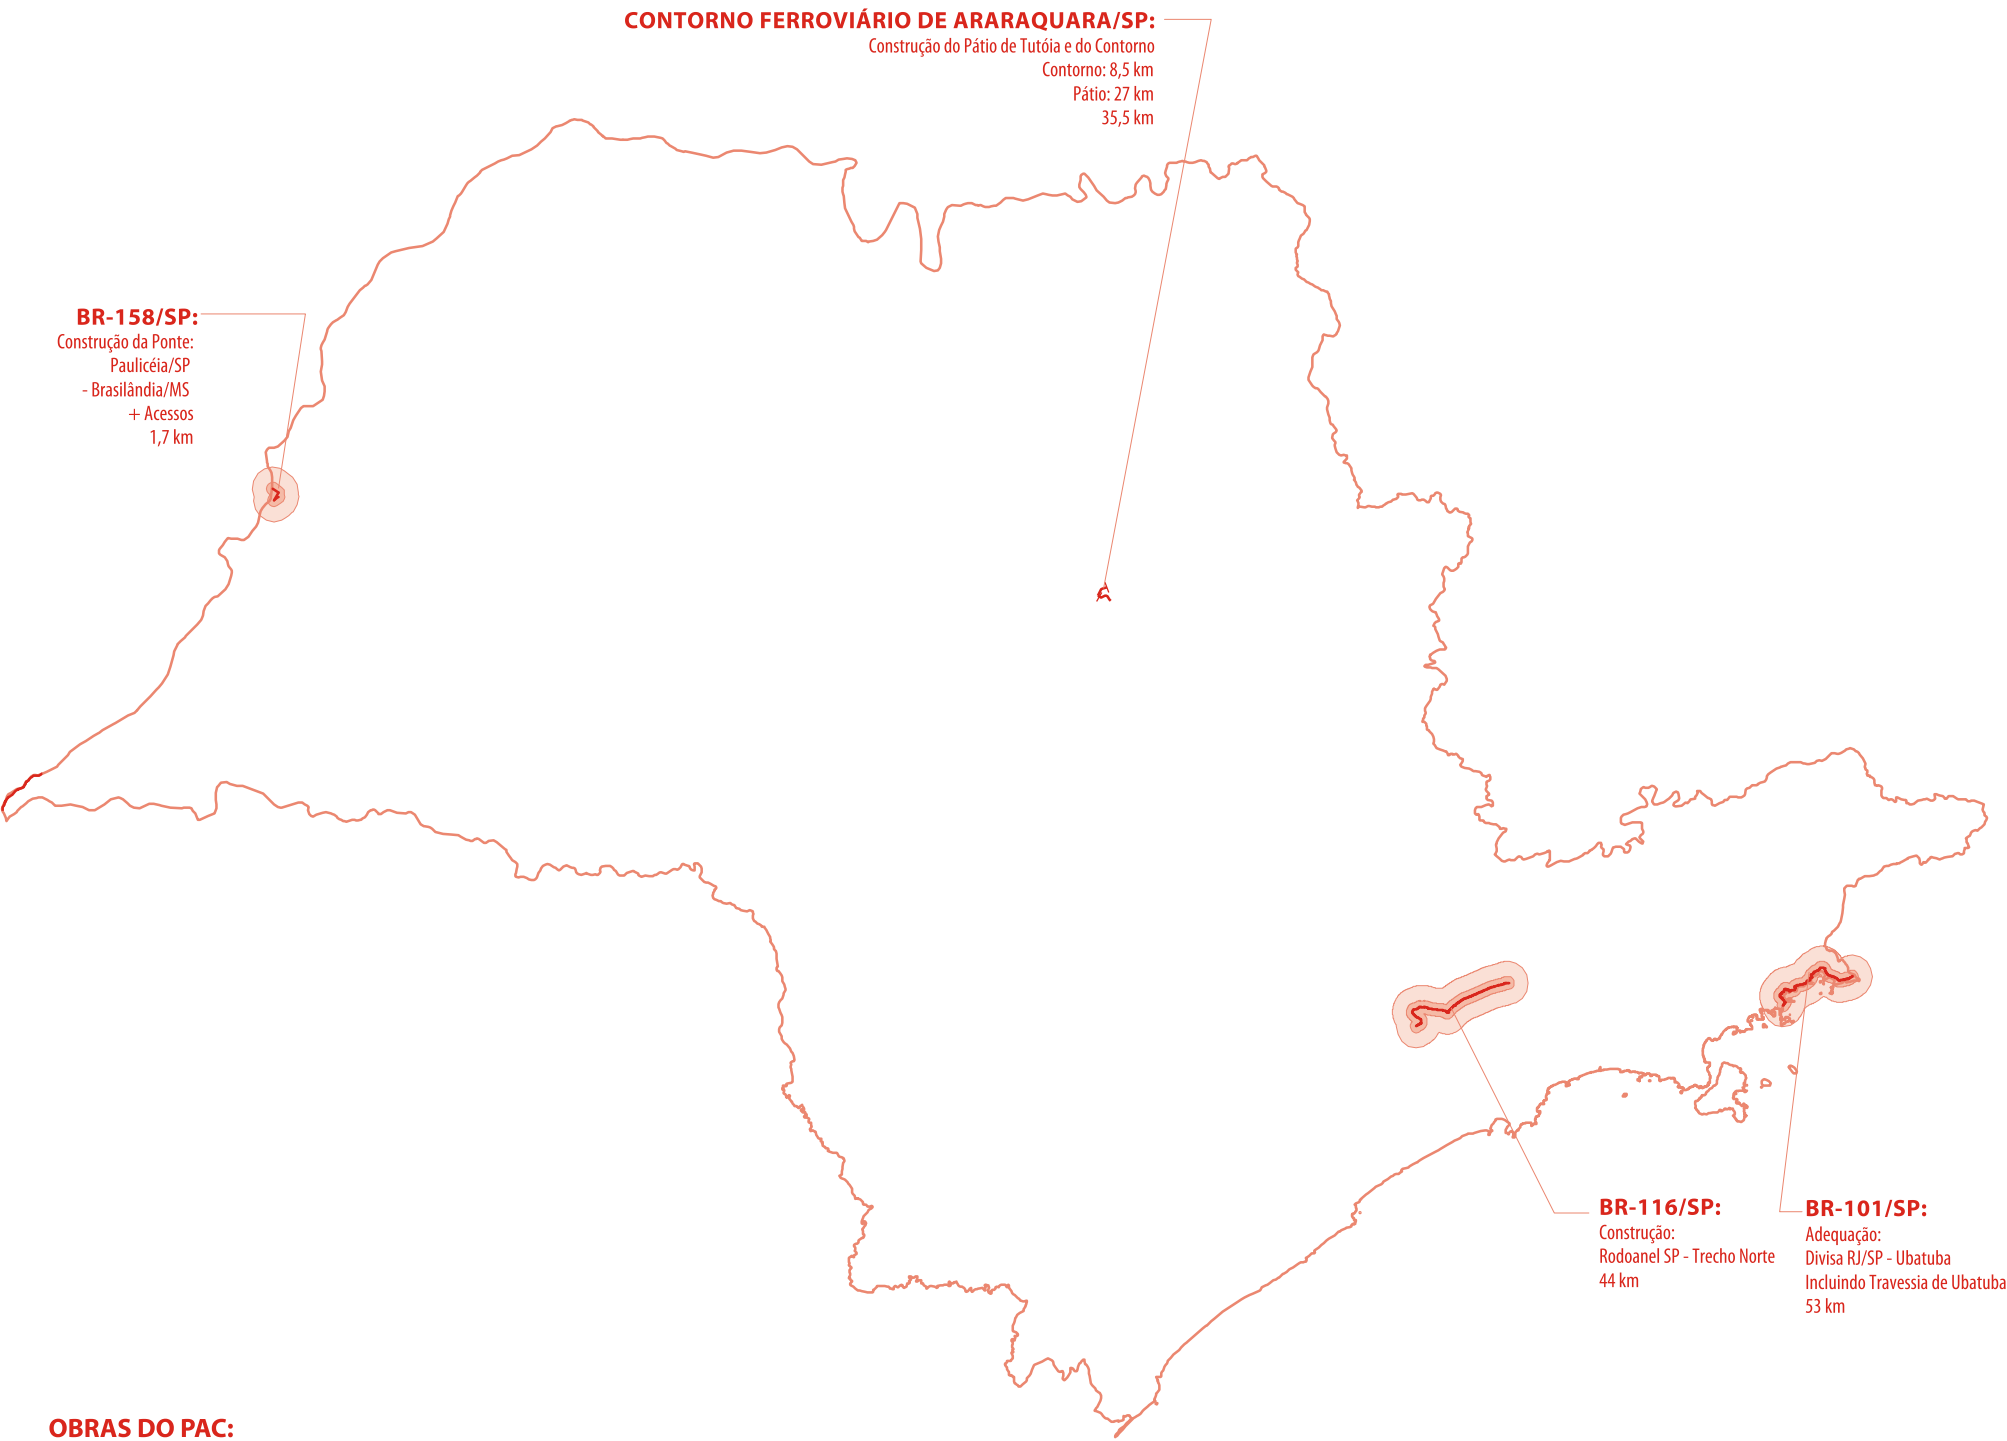 CONTORNO FERROVIÁRIO DE ARARAQUARA/SP:
Construção do Pátio de Tutóia e do Contorno
Contorno: 8,5 km
Pátio: 27 km
35,5 km
BR-158/SP:
Construção da Ponte:
Paulicéia/SP
- Brasilândia/MS
+ Acessos
1,7 km
BR-116/SP:
Construção:
Rodoanel SP - Trecho Norte
44 km
BR-101/SP:
Adequação:
Divisa RJ/SP - Ubatuba
Incluindo Travessia de Ubatuba
53 km
OBRAS DO PAC: